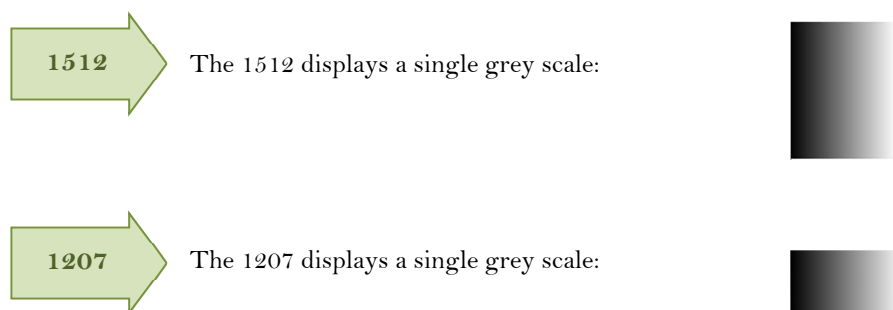 1512
The 1512 displays a single grey scale:
1207
The 1207 displays a single grey scale: